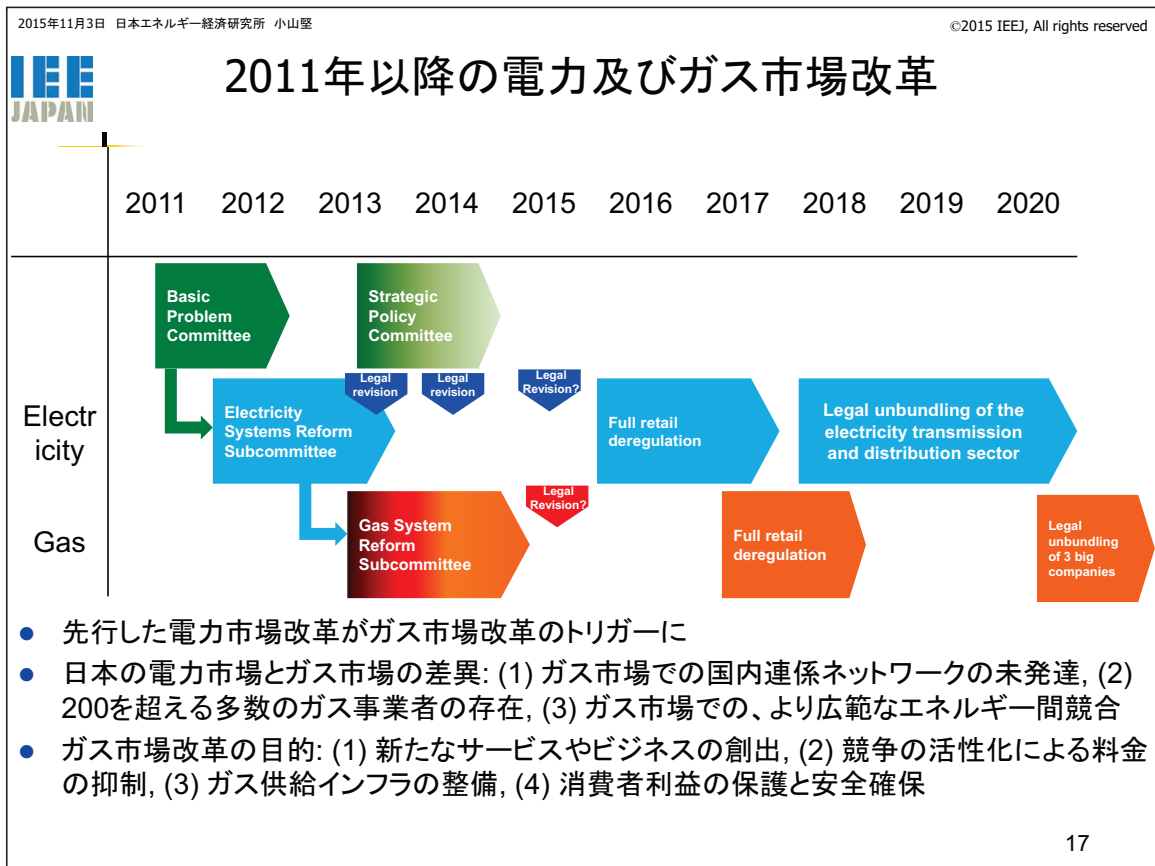 2015年11月3日 日本エネルギー経済研究所 小山堅
©2015 IEEJ, All rights reserved
IEE
JAPAN
2011年以降の電力及びガス市場改革
2011 2012 2013 2014 2015 2016 2017 2018 2019 2020
Basic
Problem
Committee
Strategic
Policy
Committee
Legal
revision
Legal
revision
Legal
Revision?
Electr
icity
Electricity
Systems Reform
Subcommittee
Full retail
deregulation
Legal unbundling of the
electricity transmission
and distribution sector
Legal
Revision?
Gas
Gas System
Reform
Subcommittee
Full retail
deregulation
Legal
unbundling
of 3 big
companies
● 先行した電力市場改革がガス市場改革のトリガーに
● 日本の電力市場とガス市場の差異: (1) ガス市場での国内連係ネットワークの未発達, (2)
200を超える多数のガス事業者の存在, (3) ガス市場での、より広範なエネルギー間競合
● ガス市場改革の目的: (1) 新たなサービスやビジネスの創出, (2) 競争の活性化による料金
の抑制, (3) ガス供給インフラの整備, (4) 消費者利益の保護と安全確保
17